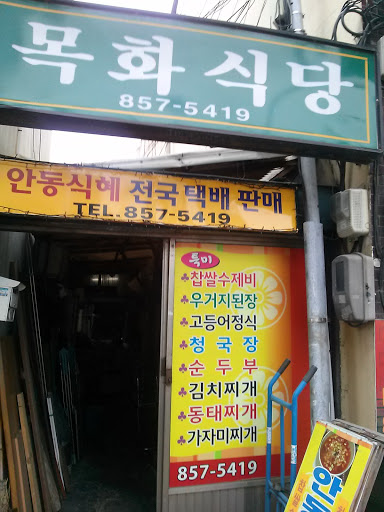 목화식당
857-5419
안동식혜 전국택배 판매
TEL.857-5419
특미
찹쌀수제비
우거지된장
고등어정식
청국장
순두부
김치찌개
동태찌개
가자미찌개
857-5419